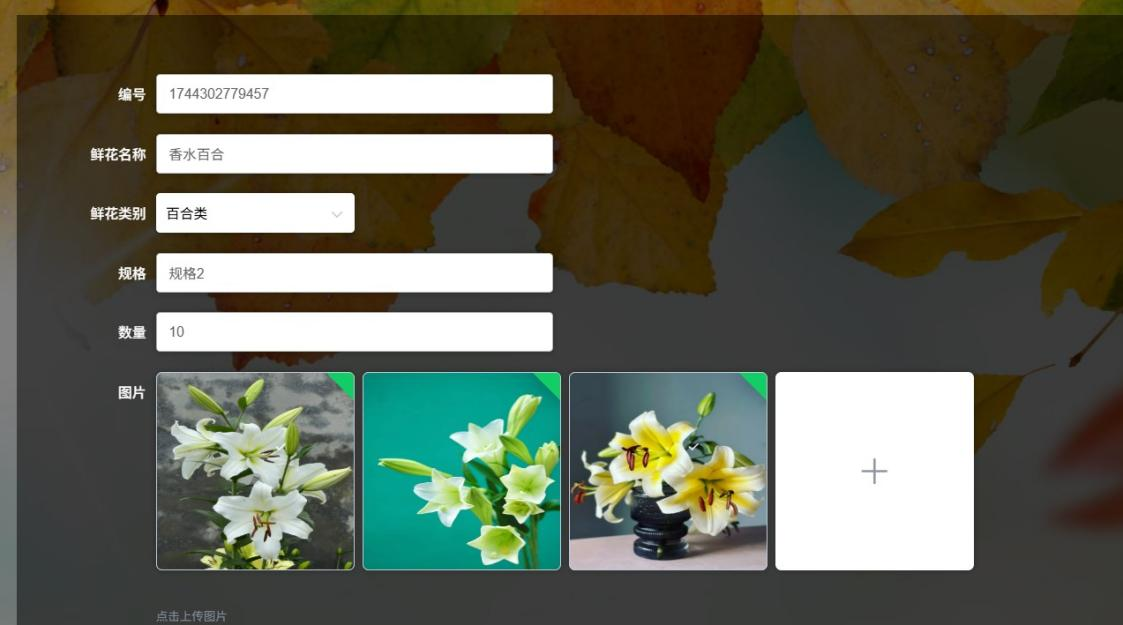 编号 1744302779457
鲜花名称 香水百合
鲜花类别 百合类
规格 规格2
数量 10
图片
点击上传图片